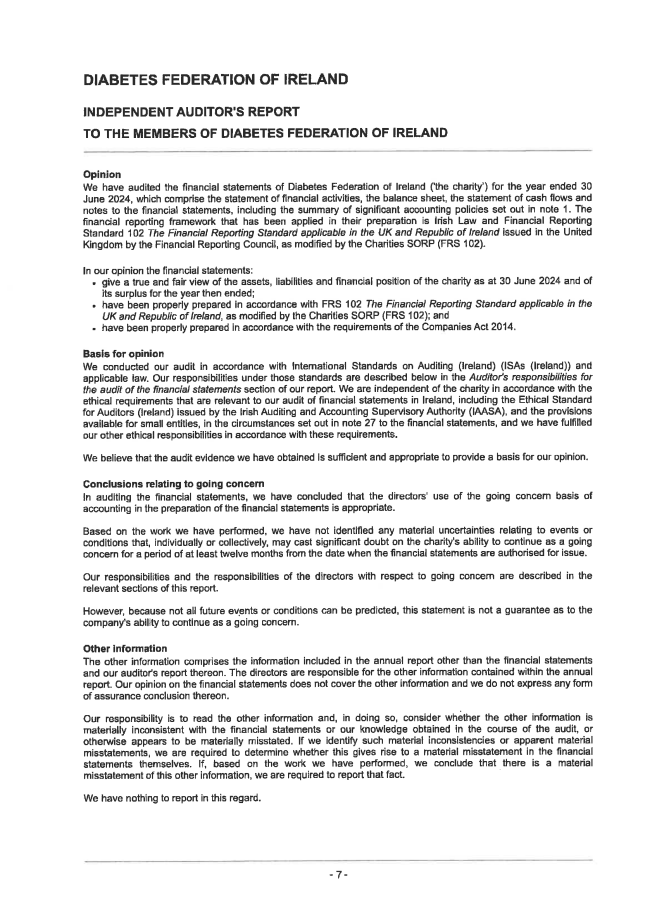 DIABETES FEDERATION OF IRELAND
INDEPENDENT AUDITOR'S REPORT
TO THE MEMBERS OF DIABETES FEDERATION OF IRELAND
Opinion
We have audited the financial statements of Diabetes Federation of Ireland ('the charity') for the year ended 30
June 2024, which comprise the statement of financial activities, the balance sheet, the statement of cash flows and
notes to the financial statements, including the summary of significant accounting policies set out in note 1. The
financial reporting framework that has been applied in their preparation is Irish Law and Financial Reporting
Standard 102 The Financial Reporting Standard applicable in the UK and Republic of Ireland issued in the United
Kingdom by the Financial Reporting Council, as modified by the Charities SORP (FRS 102).
In our opinion the financial statements:
• give a true and fair view of the assets, liabilities and financial position of the charity as at 30 June 2024 and of
its surplus for the year then ended;
• have been properly prepared in accordance with FRS 102 The Financial Reporting Standard applicable in the
UK and Republic of Ireland, as modified by the Charities SORP (FRS 102); and
• have been properly prepared in accordance with the requirements of the Companies Act 2014.
Basis for opinion
We conducted our audit in accordance with International Standards on Auditing (Ireland) (ISAs (Ireland)) and
applicable law. Our responsibilities under those standards are described below in the Auditor's responsibilities for
the audit of the financial statements section of our report. We are independent of the charity in accordance with the
ethical requirements that are relevant to our audit of financial statements in Ireland, including the Ethical Standard
for Auditors (Ireland) issued by the Irish Auditing and Accounting Supervisory Authority (IAASA), and the provisions
available for small entities, in the circumstances set out in note 27 to the financial statements, and we have fulfilled
our other ethical responsibilities in accordance with these requirements.
We believe that the audit evidence we have obtained is sufficient and appropriate to provide a basis for our opinion.
Conclusions relating to going concern
In auditing the financial statements, we have concluded that the directors' use of the going concern basis of
accounting in the preparation of the financial statements is appropriate.
Based on the work we have performed, we have not identified any material uncertainties relating to events or
conditions that, individually or collectively, may cast significant doubt on the charity's ability to continue as a going
concern for a period of at least twelve months from the date when the financial statements are authorised for issue.
Our responsibilities and the responsibilities of the directors with respect to going concern are described in the
relevant sections of this report.
However, because not all future events or conditions can be predicted, this statement is not a guarantee as to the
company's ability to continue as a going concern.
Other information
The other information comprises the information included in the annual report other than the financial statements
and our auditor's report thereon. The directors are responsible for the other information contained within the annual
report. Our opinion on the financial statements does not cover the other information and we do not express any form
of assurance conclusion thereon.
Our responsibility is to read the other information and, in doing so, consider whether the other information is
materially inconsistent with the financial statements or our knowledge obtained in the course of the audit, or
otherwise appears to be materially misstated. If we identify such material inconsistencies or apparent material
misstatements, we are required to determine whether this gives rise to a material misstatement in the financial
statements themselves. If, based on the work we have performed, we conclude that there is a material
misstatement of this other information, we are required to report that fact.
We have nothing to report in this regard.
- 7 -